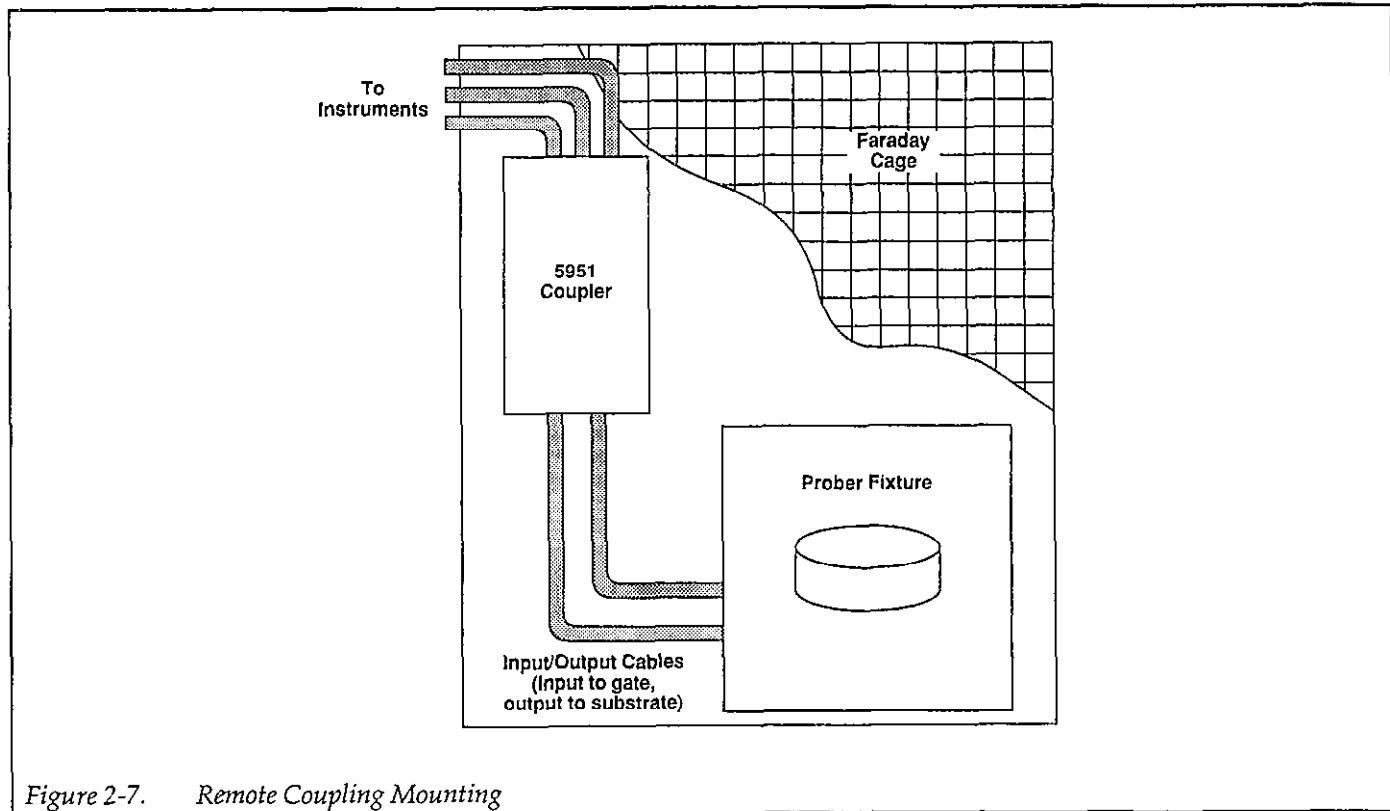 To
Instruments
Faraday
Cage
5951
Coupler
Prober Fixture
Input/Output Cables
(Input to gate,
output to substrate)
Figure 2-7. Remote Coupling Mounting